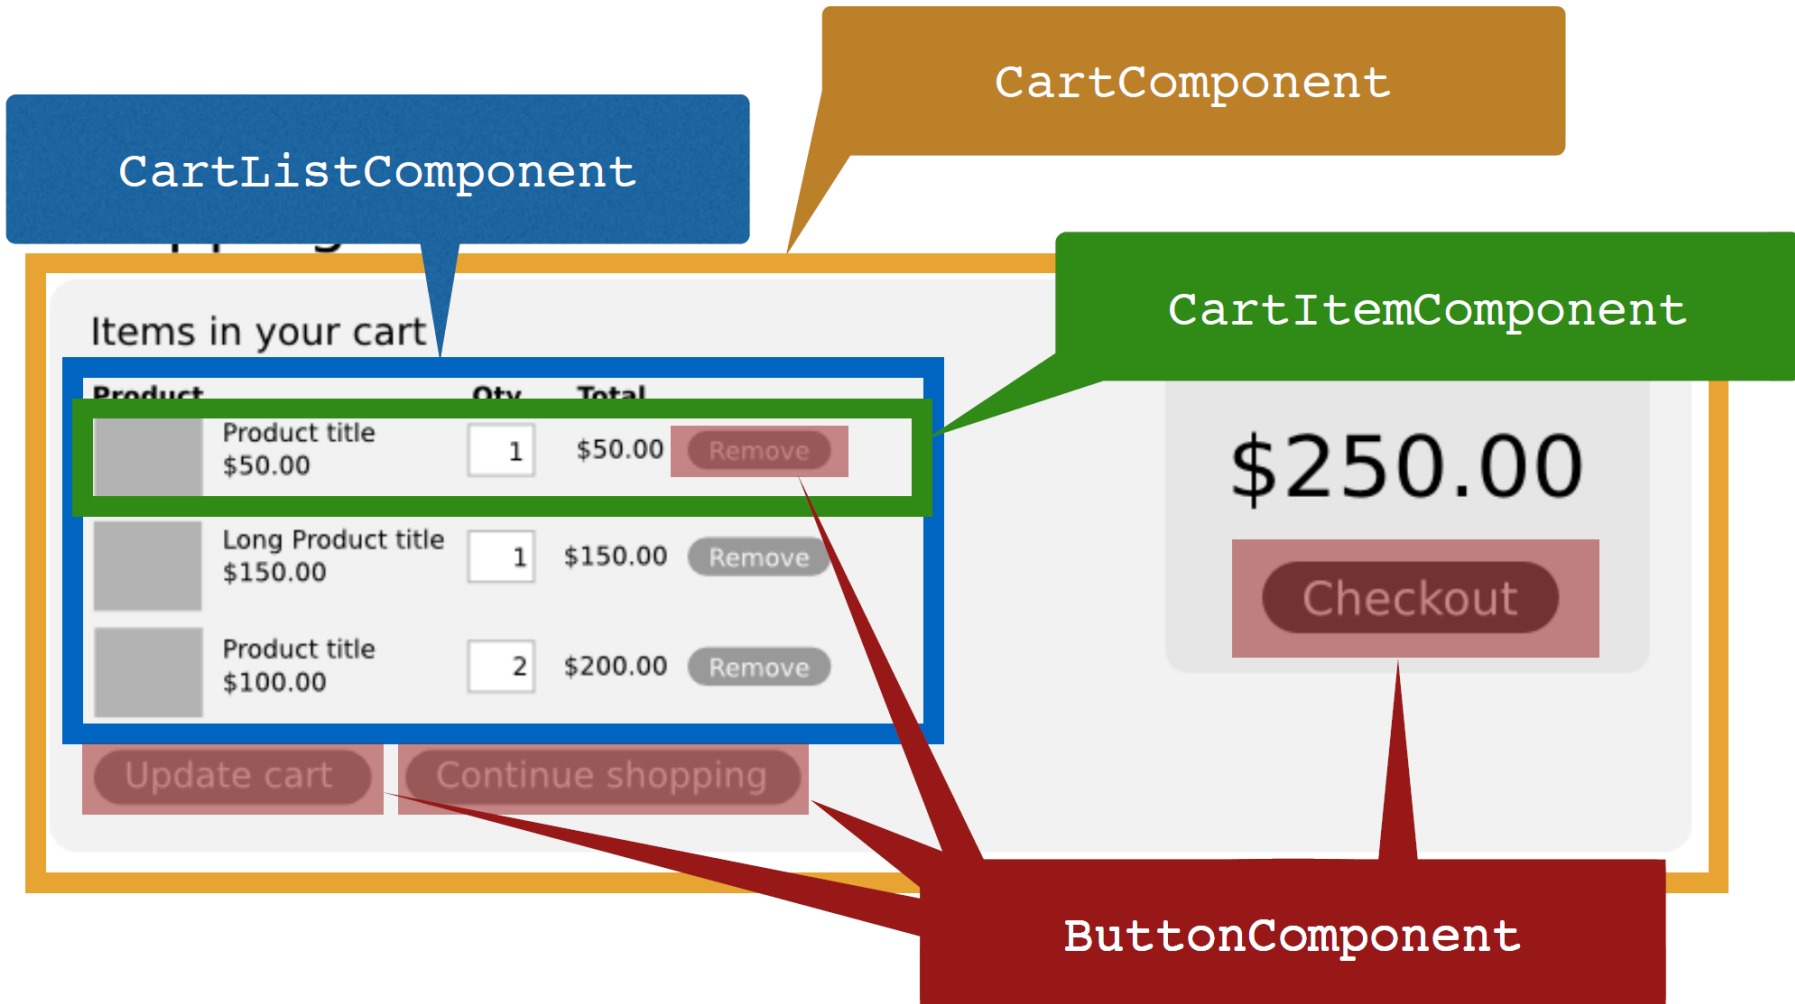 CartComponent
CartListComponent
CartItemComponent
Items in your cart
Product Qty Total
Product title
$50.00
1 $50.00 Remove
Long Product title
$150.00
1 $150.00 Remove
Product title
$100.00
2 $200.00 Remove
$250.00
Checkout
Update cart Continue shopping
ButtonComponent